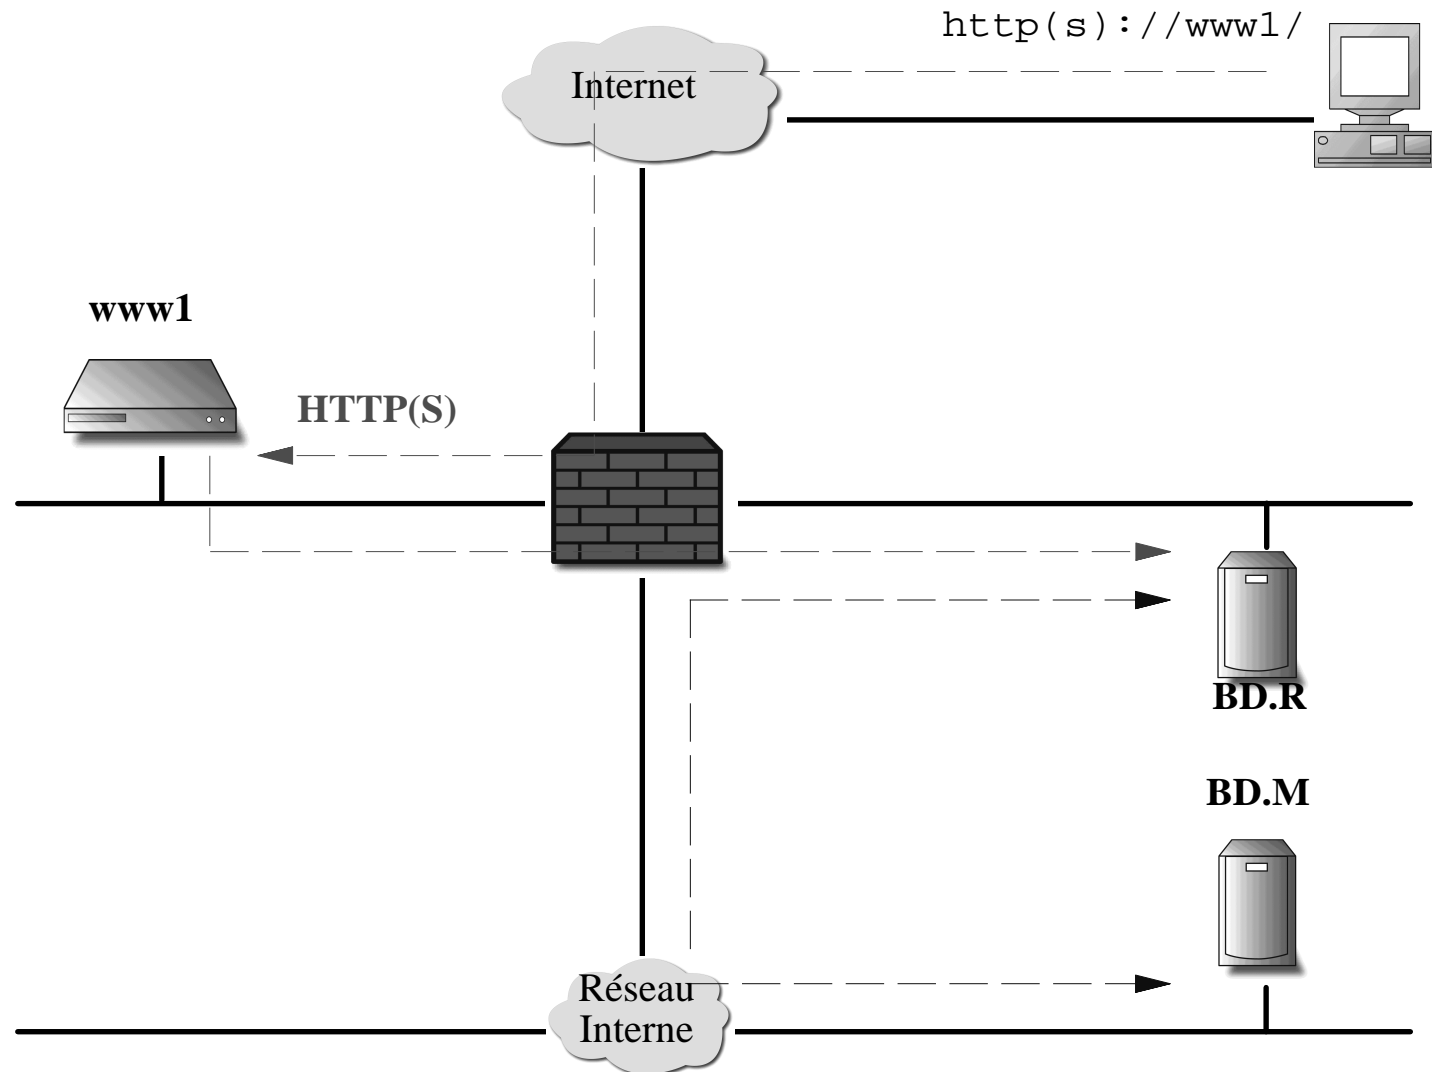 http(s)://www1/
Internet
www1
HTTP(S)
BD.R
BD.M
Réseau
Interne